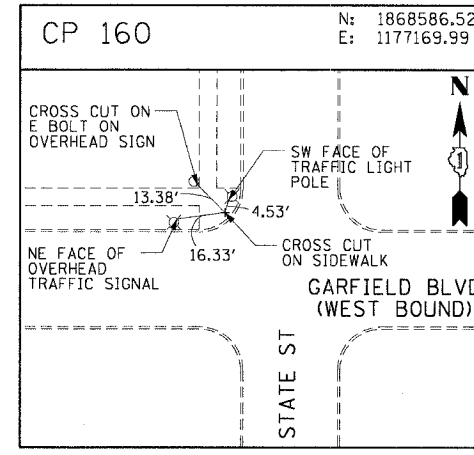 CP 160
N: 1868586.52
E: 1177169.99
N
CROSS CUT ON
E BOLT ON
OVERHEAD SIGN
SW FACE OF
TRAFFIC LIGHT
POLE
13.38'
4.53'
16.33'
NE FACE OF
OVERHEAD
TRAFFIC SIGNAL
CROSS CUT
ON SIDEWALK
GARFIELD BLVD
(WEST BOUND)
STATE ST